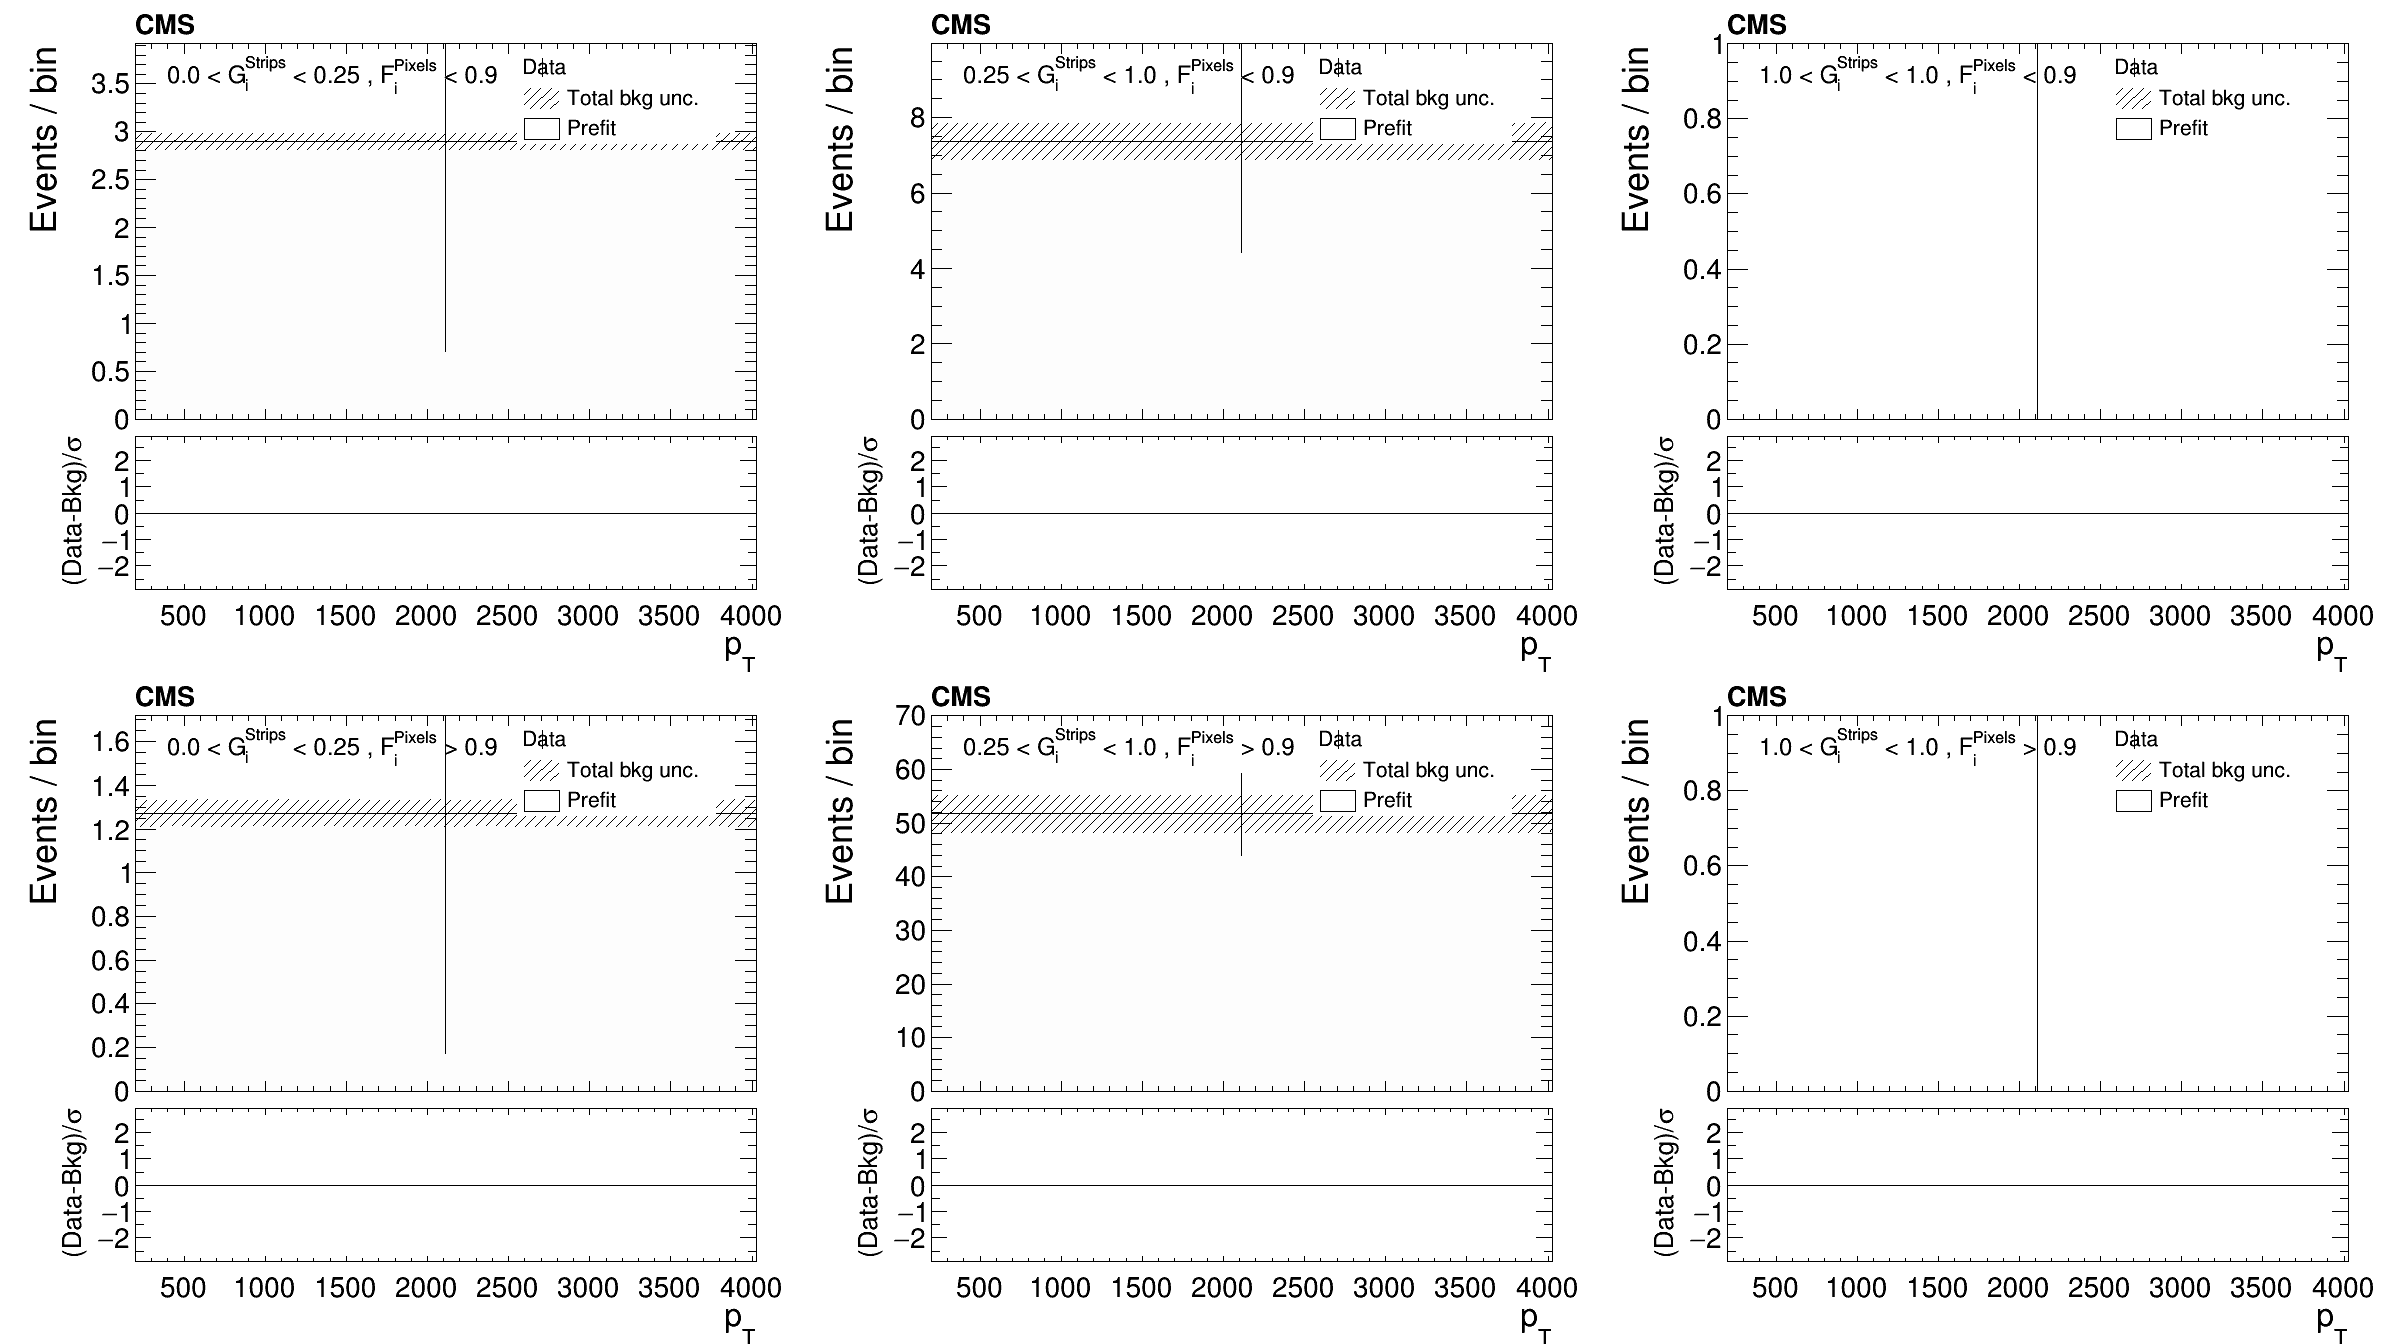 CMS
Events / bin
0.0 < G_i^Strips < 0.25 , F_i^Pixels < 0.9
Data
Total bkg unc.
Prefit
3.5
3
2.5
2
1.5
1
0.5
0
(Data-Bkg)/σ
2
1
0
−1
−2
500 1000 1500 2000 2500 3000 3500 4000
p_T
CMS
Events / bin
0.25 < G_i^Strips < 1.0 , F_i^Pixels < 0.9
Data
Total bkg unc.
Prefit
8
6
4
2
0
(Data-Bkg)/σ
2
1
0
−1
−2
500 1000 1500 2000 2500 3000 3500 4000
p_T
CMS
Events / bin
1.0 < G_i^Strips < 1.0 , F_i^Pixels < 0.9
Data
Total bkg unc.
Prefit
1
0.8
0.6
0.4
0.2
0
(Data-Bkg)/σ
2
1
0
−1
−2
500 1000 1500 2000 2500 3000 3500 4000
p_T
CMS
Events / bin
0.0 < G_i^Strips < 0.25 , F_i^Pixels > 0.9
Data
Total bkg unc.
Prefit
1.6
1.4
1.2
1
0.8
0.6
0.4
0.2
0
(Data-Bkg)/σ
2
1
0
−1
−2
500 1000 1500 2000 2500 3000 3500 4000
p_T
CMS
Events / bin
0.25 < G_i^Strips < 1.0 , F_i^Pixels > 0.9
Data
Total bkg unc.
Prefit
70
60
50
40
30
20
10
0
(Data-Bkg)/σ
2
1
0
−1
−2
500 1000 1500 2000 2500 3000 3500 4000
p_T
CMS
Events / bin
1.0 < G_i^Strips < 1.0 , F_i^Pixels > 0.9
Data
Total bkg unc.
Prefit
1
0.8
0.6
0.4
0.2
0
(Data-Bkg)/σ
2
1
0
−1
−2
500 1000 1500 2000 2500 3000 3500 4000
p_T